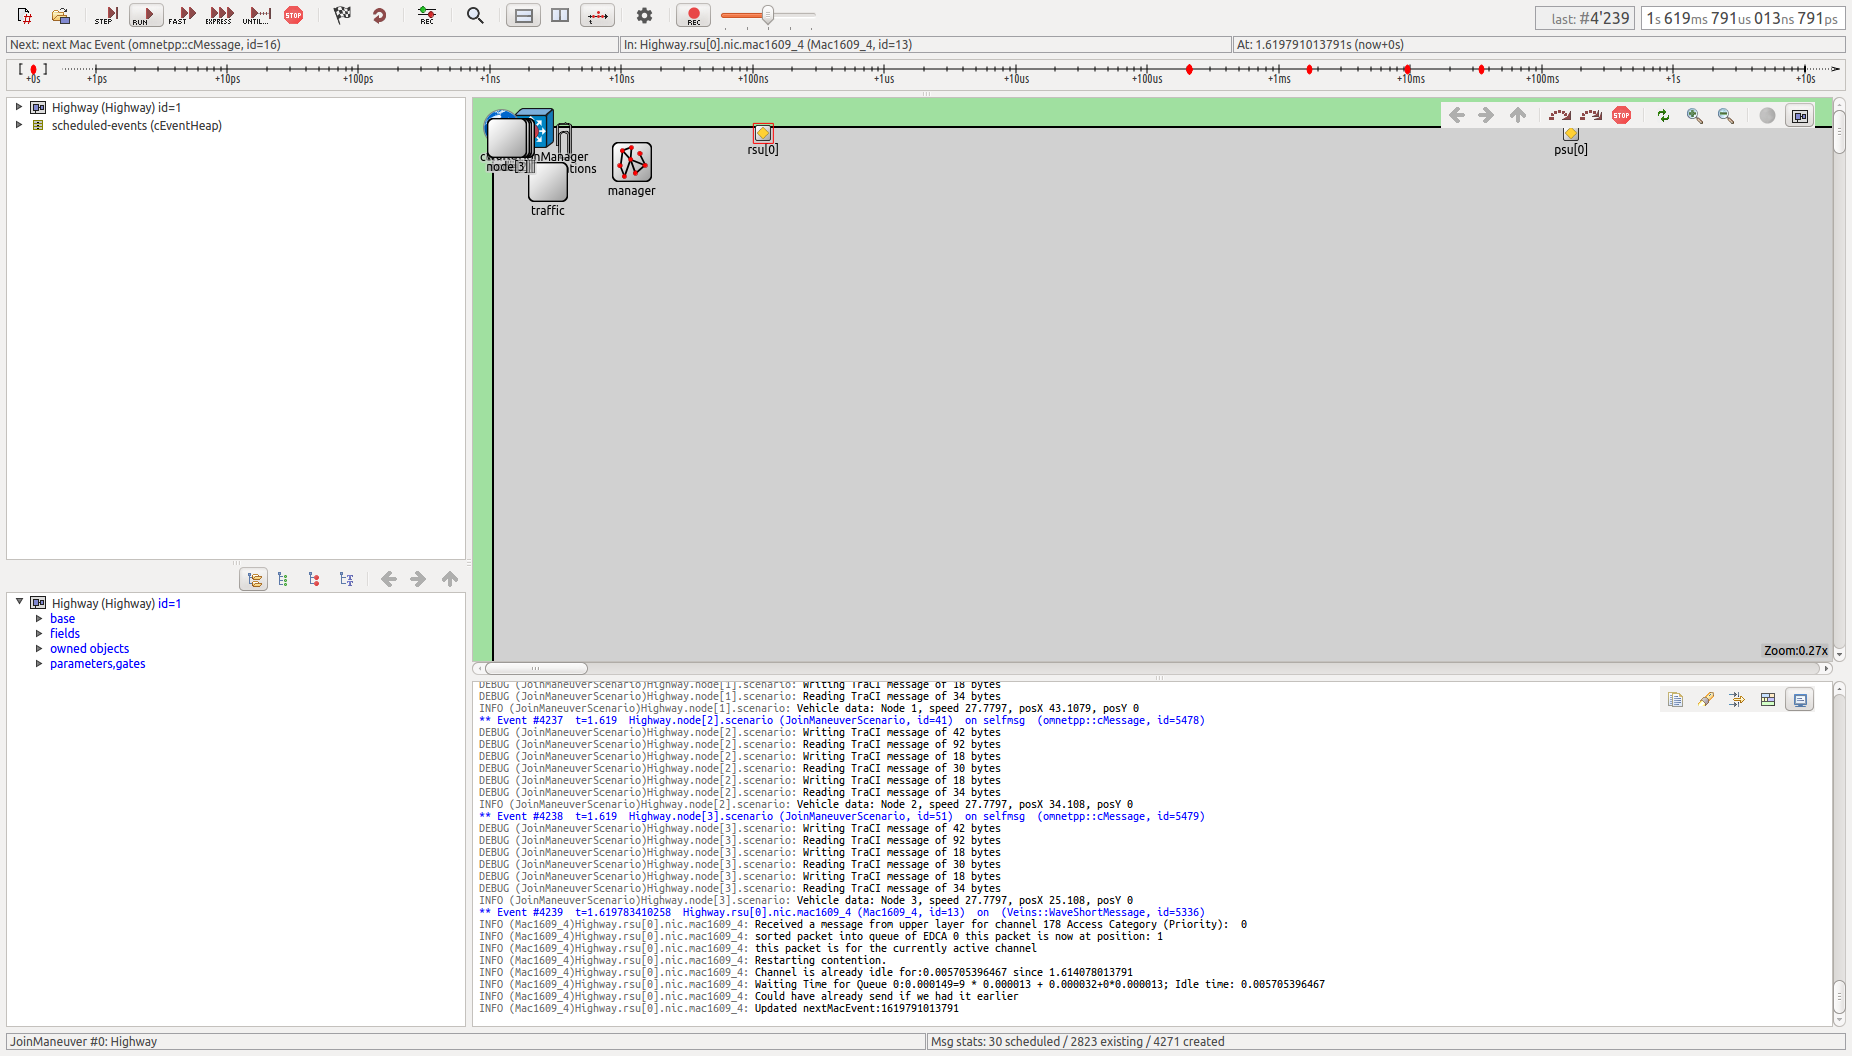 STEP RUN FAST EXPRESS UNTIL... STOP REC REC
last: #4'239 1s 619ms 791us 013ns 791ps
Next: next Mac Event (omnetpp::cMessage, id=16) In: Highway.rsu[0].nic.mac1609_4 (Mac1609_4, id=13) At: 1.619791013791s (now+0s)
+0s +1ps +10ps +100ps +1ns +10ns +100ns +1us +10us +100us +1ms +10ms +100ms +1s +10s
Highway (Highway) id=1
scheduled-events (cEventHeap)
STOP
rsu[0]
psu[0]
node[3]
manager
traffic
Zoom:0.27x
Highway (Highway) id=1
base
fields
owned objects
parameters,gates
DEBUG (JoinManeuverScenario)Highway.node[1].scenario: Writing TraCI message of 18 bytes
DEBUG (JoinManeuverScenario)Highway.node[1].scenario: Reading TraCI message of 34 bytes
INFO (JoinManeuverScenario)Highway.node[1].scenario: Vehicle data: Node 1, speed 27.7797, posX 43.1079, posY 0
** Event #4237  t=1.619  Highway.node[2].scenario (JoinManeuverScenario, id=41)  on selfmsg  (omnetpp::cMessage, id=5478)
DEBUG (JoinManeuverScenario)Highway.node[2].scenario: Writing TraCI message of 42 bytes
DEBUG (JoinManeuverScenario)Highway.node[2].scenario: Reading TraCI message of 92 bytes
DEBUG (JoinManeuverScenario)Highway.node[2].scenario: Writing TraCI message of 18 bytes
DEBUG (JoinManeuverScenario)Highway.node[2].scenario: Reading TraCI message of 30 bytes
DEBUG (JoinManeuverScenario)Highway.node[2].scenario: Writing TraCI message of 18 bytes
DEBUG (JoinManeuverScenario)Highway.node[2].scenario: Reading TraCI message of 34 bytes
INFO (JoinManeuverScenario)Highway.node[2].scenario: Vehicle data: Node 2, speed 27.7797, posX 34.108, posY 0
** Event #4238  t=1.619  Highway.node[3].scenario (JoinManeuverScenario, id=51)  on selfmsg  (omnetpp::cMessage, id=5479)
DEBUG (JoinManeuverScenario)Highway.node[3].scenario: Writing TraCI message of 42 bytes
DEBUG (JoinManeuverScenario)Highway.node[3].scenario: Reading TraCI message of 92 bytes
DEBUG (JoinManeuverScenario)Highway.node[3].scenario: Writing TraCI message of 18 bytes
DEBUG (JoinManeuverScenario)Highway.node[3].scenario: Reading TraCI message of 30 bytes
DEBUG (JoinManeuverScenario)Highway.node[3].scenario: Writing TraCI message of 18 bytes
DEBUG (JoinManeuverScenario)Highway.node[3].scenario: Reading TraCI message of 34 bytes
INFO (JoinManeuverScenario)Highway.node[3].scenario: Vehicle data: Node 3, speed 27.7797, posX 25.108, posY 0
** Event #4239  t=1.619783410258  Highway.rsu[0].nic.mac1609_4 (Mac1609_4, id=13)  on  (Veins::WaveShortMessage, id=5336)
INFO (Mac1609_4)Highway.rsu[0].nic.mac1609_4: Received a message from upper layer for channel 178 Access Category (Priority):  0
INFO (Mac1609_4)Highway.rsu[0].nic.mac1609_4: sorted packet into queue of EDCA 0 this packet is now at position: 1
INFO (Mac1609_4)Highway.rsu[0].nic.mac1609_4: this packet is for the currently active channel
INFO (Mac1609_4)Highway.rsu[0].nic.mac1609_4: Restarting contention.
INFO (Mac1609_4)Highway.rsu[0].nic.mac1609_4: Channel is already idle for:0.005705396467 since 1.614078013791
INFO (Mac1609_4)Highway.rsu[0].nic.mac1609_4: Waiting Time for Queue 0:0.000149=9 * 0.000013 + 0.000032+0*0.000013; Idle time: 0.005705396467
INFO (Mac1609_4)Highway.rsu[0].nic.mac1609_4: Could have already send if we had it earlier
INFO (Mac1609_4)Highway.rsu[0].nic.mac1609_4: Updated nextMacEvent:1619791013791
JoinManeuver #0: Highway Msg stats: 30 scheduled / 2823 existing / 4271 created